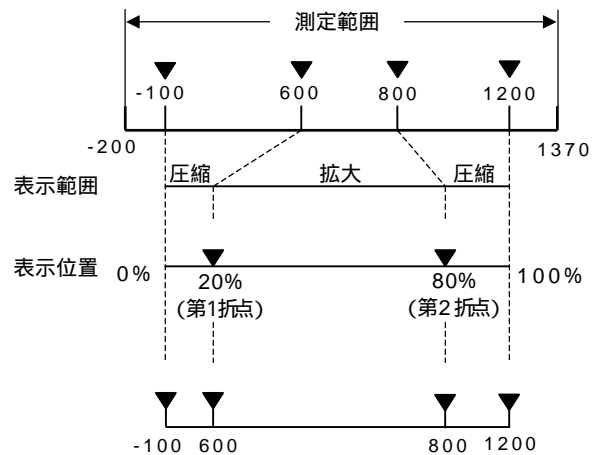 測定範囲
-100 600 800 1200
-200 1370
圧縮 拡大 圧縮
表示範囲
表示位置 0% 20% 80% 100%
(第1折点) (第2折点)
-100 600 800 1200